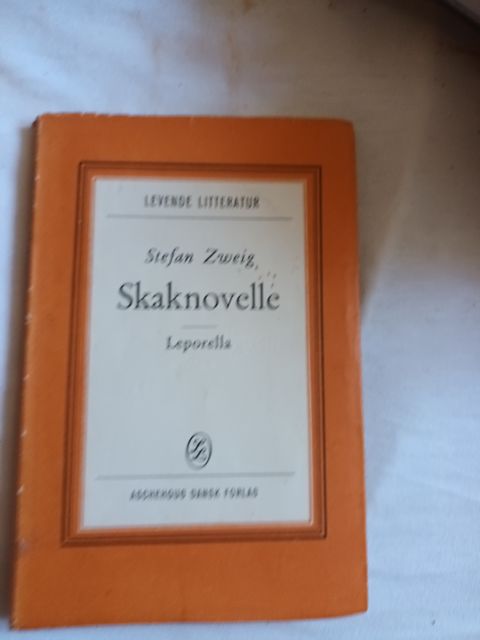 LEVENDE LITTERATUR
Stefan Zweig
Skaknovelle
Leporella
ASCHEHOUG DANSK FORLAG